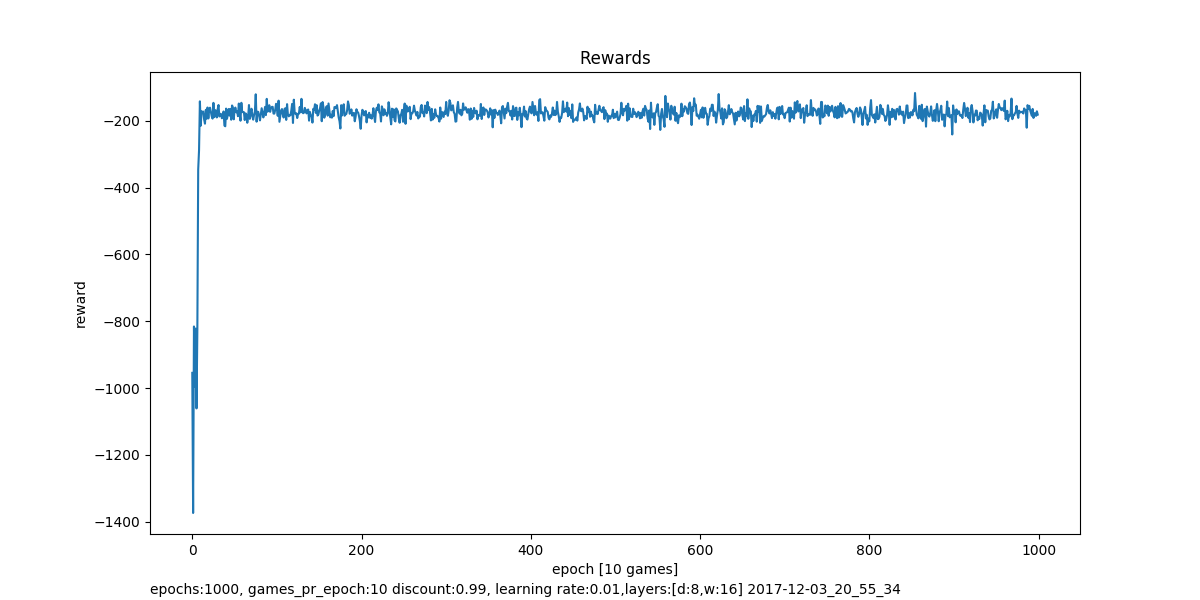 Rewards
−200
−400
−600
−800
−1000
−1200
−1400
reward
0 200 400 600 800 1000
epoch [10 games]
epochs:1000, games_pr_epoch:10 discount:0.99, learning rate:0.01,layers:[d:8,w:16] 2017-12-03_20_55_34